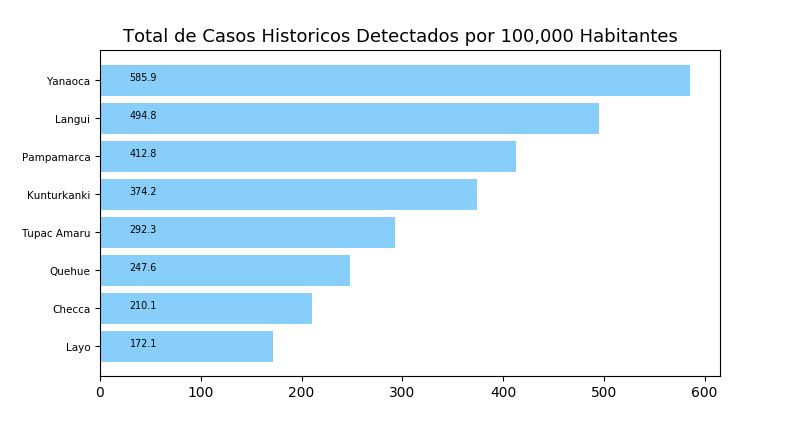 Total de Casos Historicos Detectados por 100,000 Habitantes
Yanaoca 585.9
Langui 494.8
Pampamarca 412.8
Kunturkanki 374.2
Tupac Amaru 292.3
Quehue 247.6
Checca 210.1
Layo 172.1
0 100 200 300 400 500 600